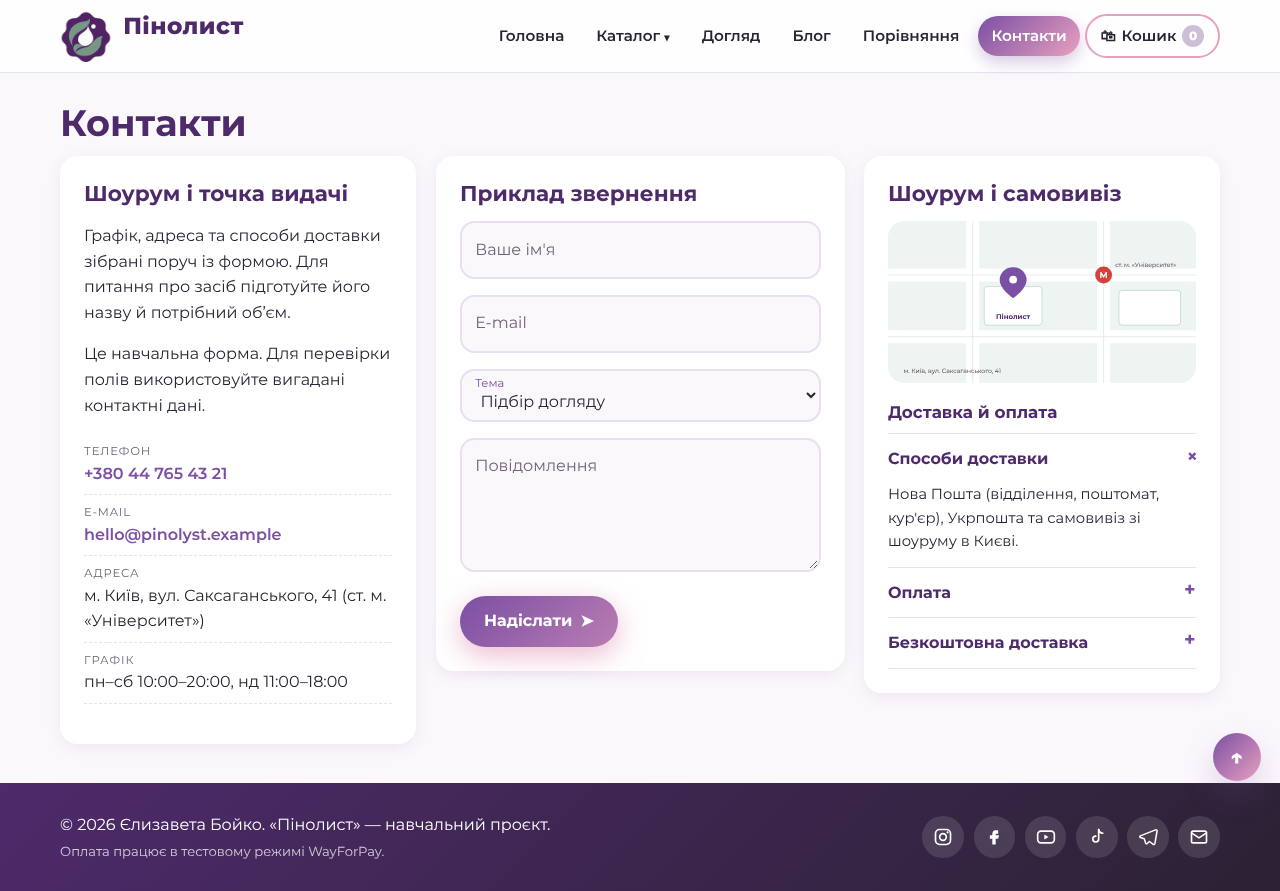 Пінолист
Головна
Каталог ▾
Догляд
Блог
Порівняння
Контакти
Кошик 0
Контакти
Шоурум і точка видачі
Графік, адреса та способи доставки
зібрані поруч із формою. Для
питання про засіб підготуйте його
назву й потрібний об’єм.
Це навчальна форма. Для перевірки
полів використовуйте вигадані
контактні дані.
ТЕЛЕФОН
+380 44 765 43 21
E-MAIL
hello@pinolyst.example
АДРЕСА
м. Київ, вул. Саксаганського, 41 (ст. м.
«Університет»)
ГРАФІК
пн–сб 10:00–20:00, нд 11:00–18:00
Приклад звернення
Ваше ім'я
E-mail
Тема
Підбір догляду
Повідомлення
Надіслати ➤
Шоурум і самовивіз
ст. м. «Університет»
М
Пінолист
м. Київ, вул. Саксаганського, 41
Доставка й оплата
Способи доставки
Нова Пошта (відділення, поштомат,
кур'єр), Укрпошта та самовивіз зі
шоуруму в Києві.
Оплата +
Безкоштовна доставка +
© 2026 Єлизавета Бойко. «Пінолист» — навчальний проєкт.
Оплата працює в тестовому режимі WayForPay.